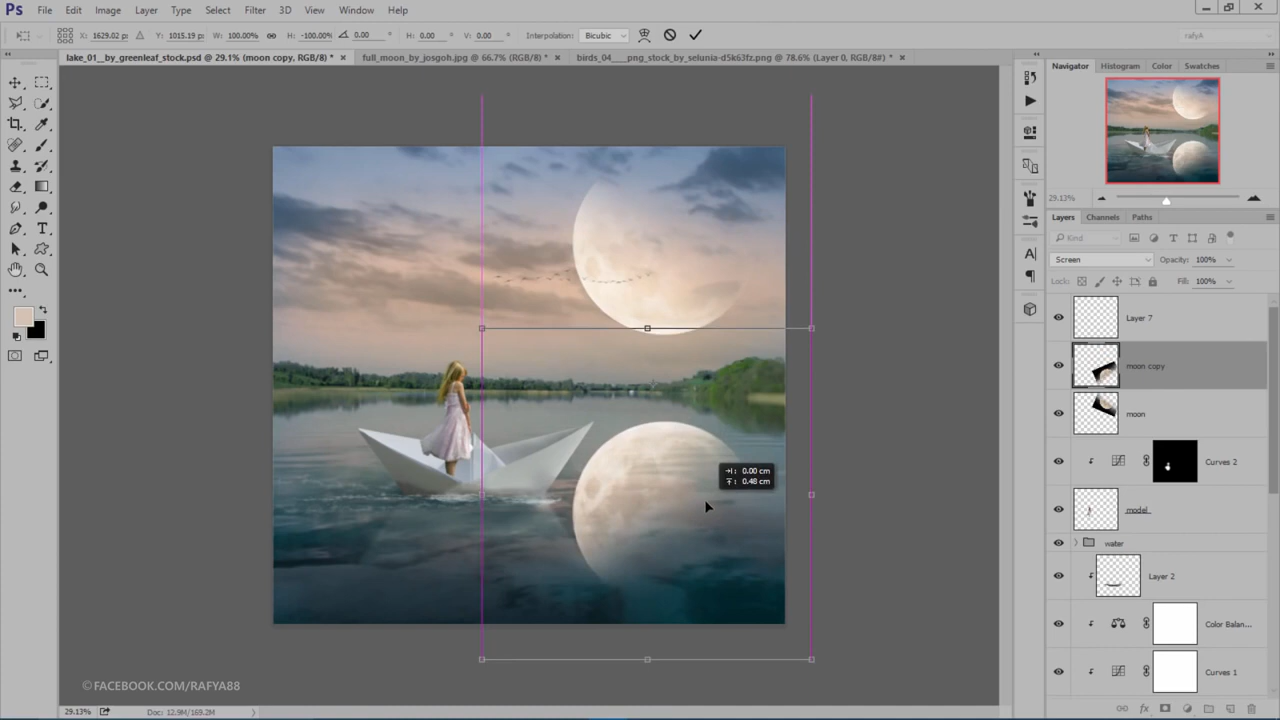 Ps File Edit Image Layer Type Select Filter 3D View Window Help
X: 1629.02 px Y: 1015.19 px W: 100.00% H: -100.00% 0.00 ° H: 0.00 ° V: 0.00 ° Interpolation: Bicubic rafyA
lake_01__by_greenleaf_stock.psd @ 29.1% (moon copy, RGB/8) * × full_moon_by_josgoh.jpg @ 66.7% (RGB/8) * × birds_04___png_stock_by_selunia-d5k63fz.png @ 78.6% (Layer 0, RGB/8#) * ×
Navigator Histogram Color Swatches
29.13%
Layers Channels Paths
Kind
Screen Opacity: 100%
Lock: Fill: 100%
Layer 7
moon copy
moon
Curves 2
model
water
Layer 2
Color Balan...
Curves 1
0.00 cm
0.48 cm
©FACEBOOK.COM/RAFYA88
29.13% Doc: 12.9M/169.2M